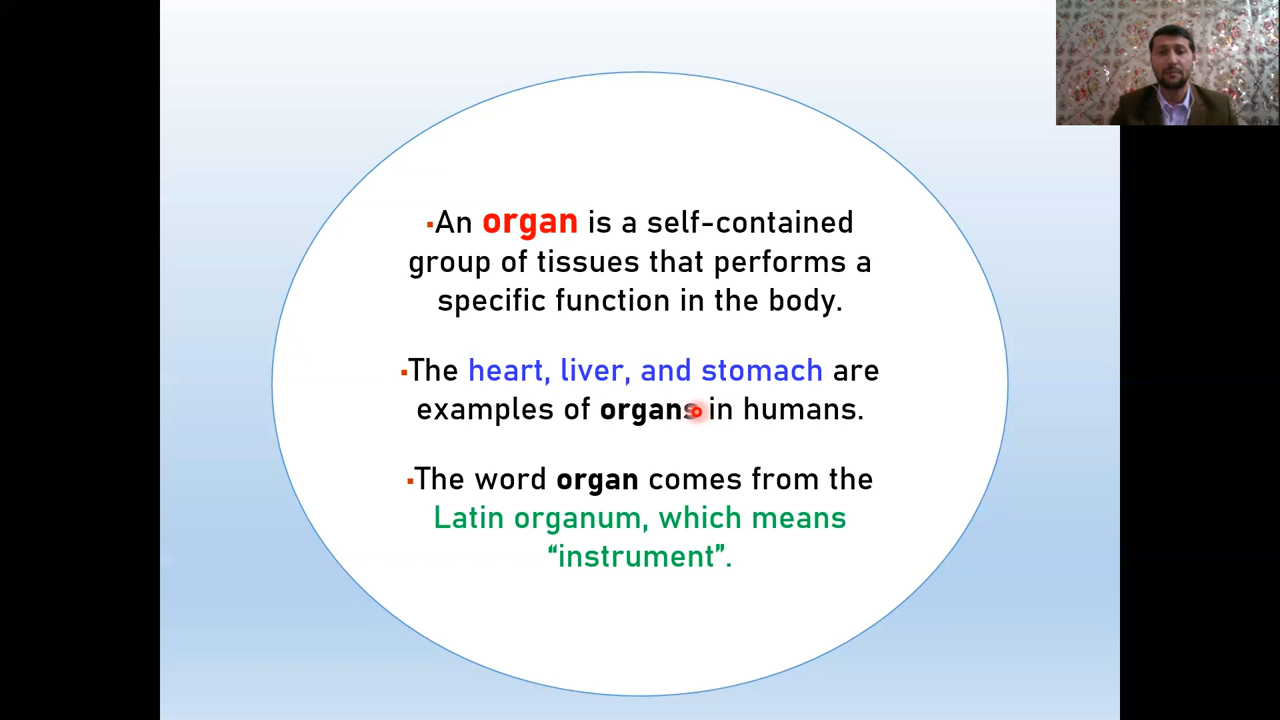 ▪An organ is a self-contained
group of tissues that performs a
specific function in the body.
▪The heart, liver, and stomach are
examples of organs in humans.
▪The word organ comes from the
Latin organum, which means
“instrument”.